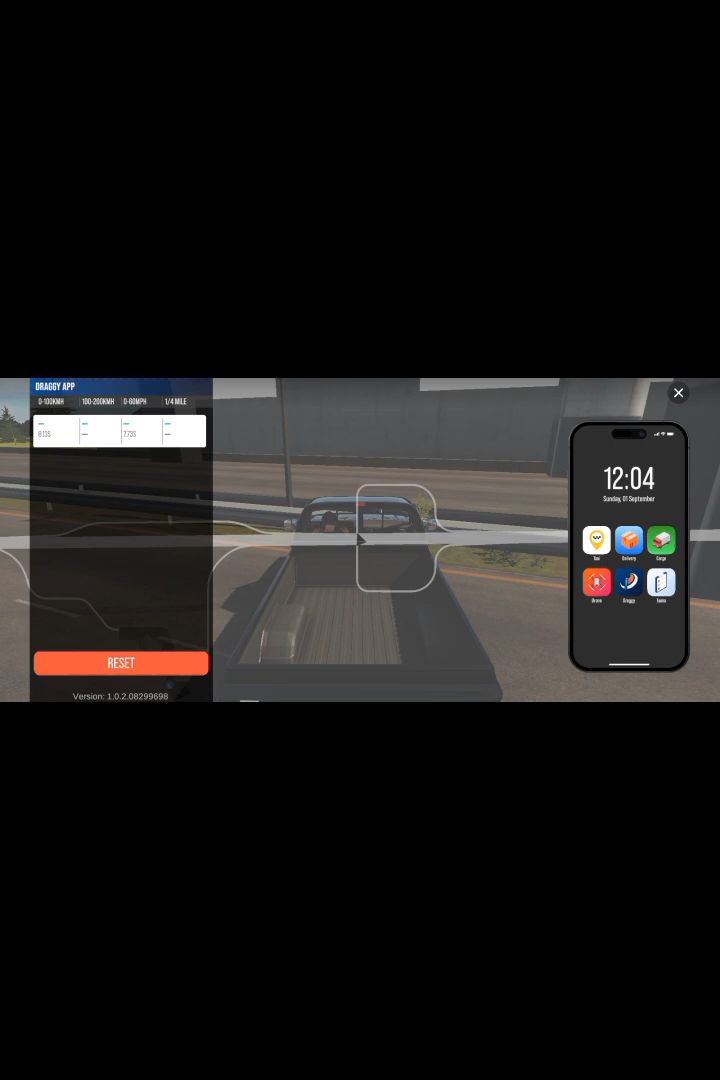 DRAGGY APP
0-100KMH 100-200KMH 0-60MPH 1/4 MILE
8.13S 7.73S
RESET
Version: 1.0.2.08299698
12:04
Sunday, 01 September
Taxi Delivery Cargo
Drone Draggy